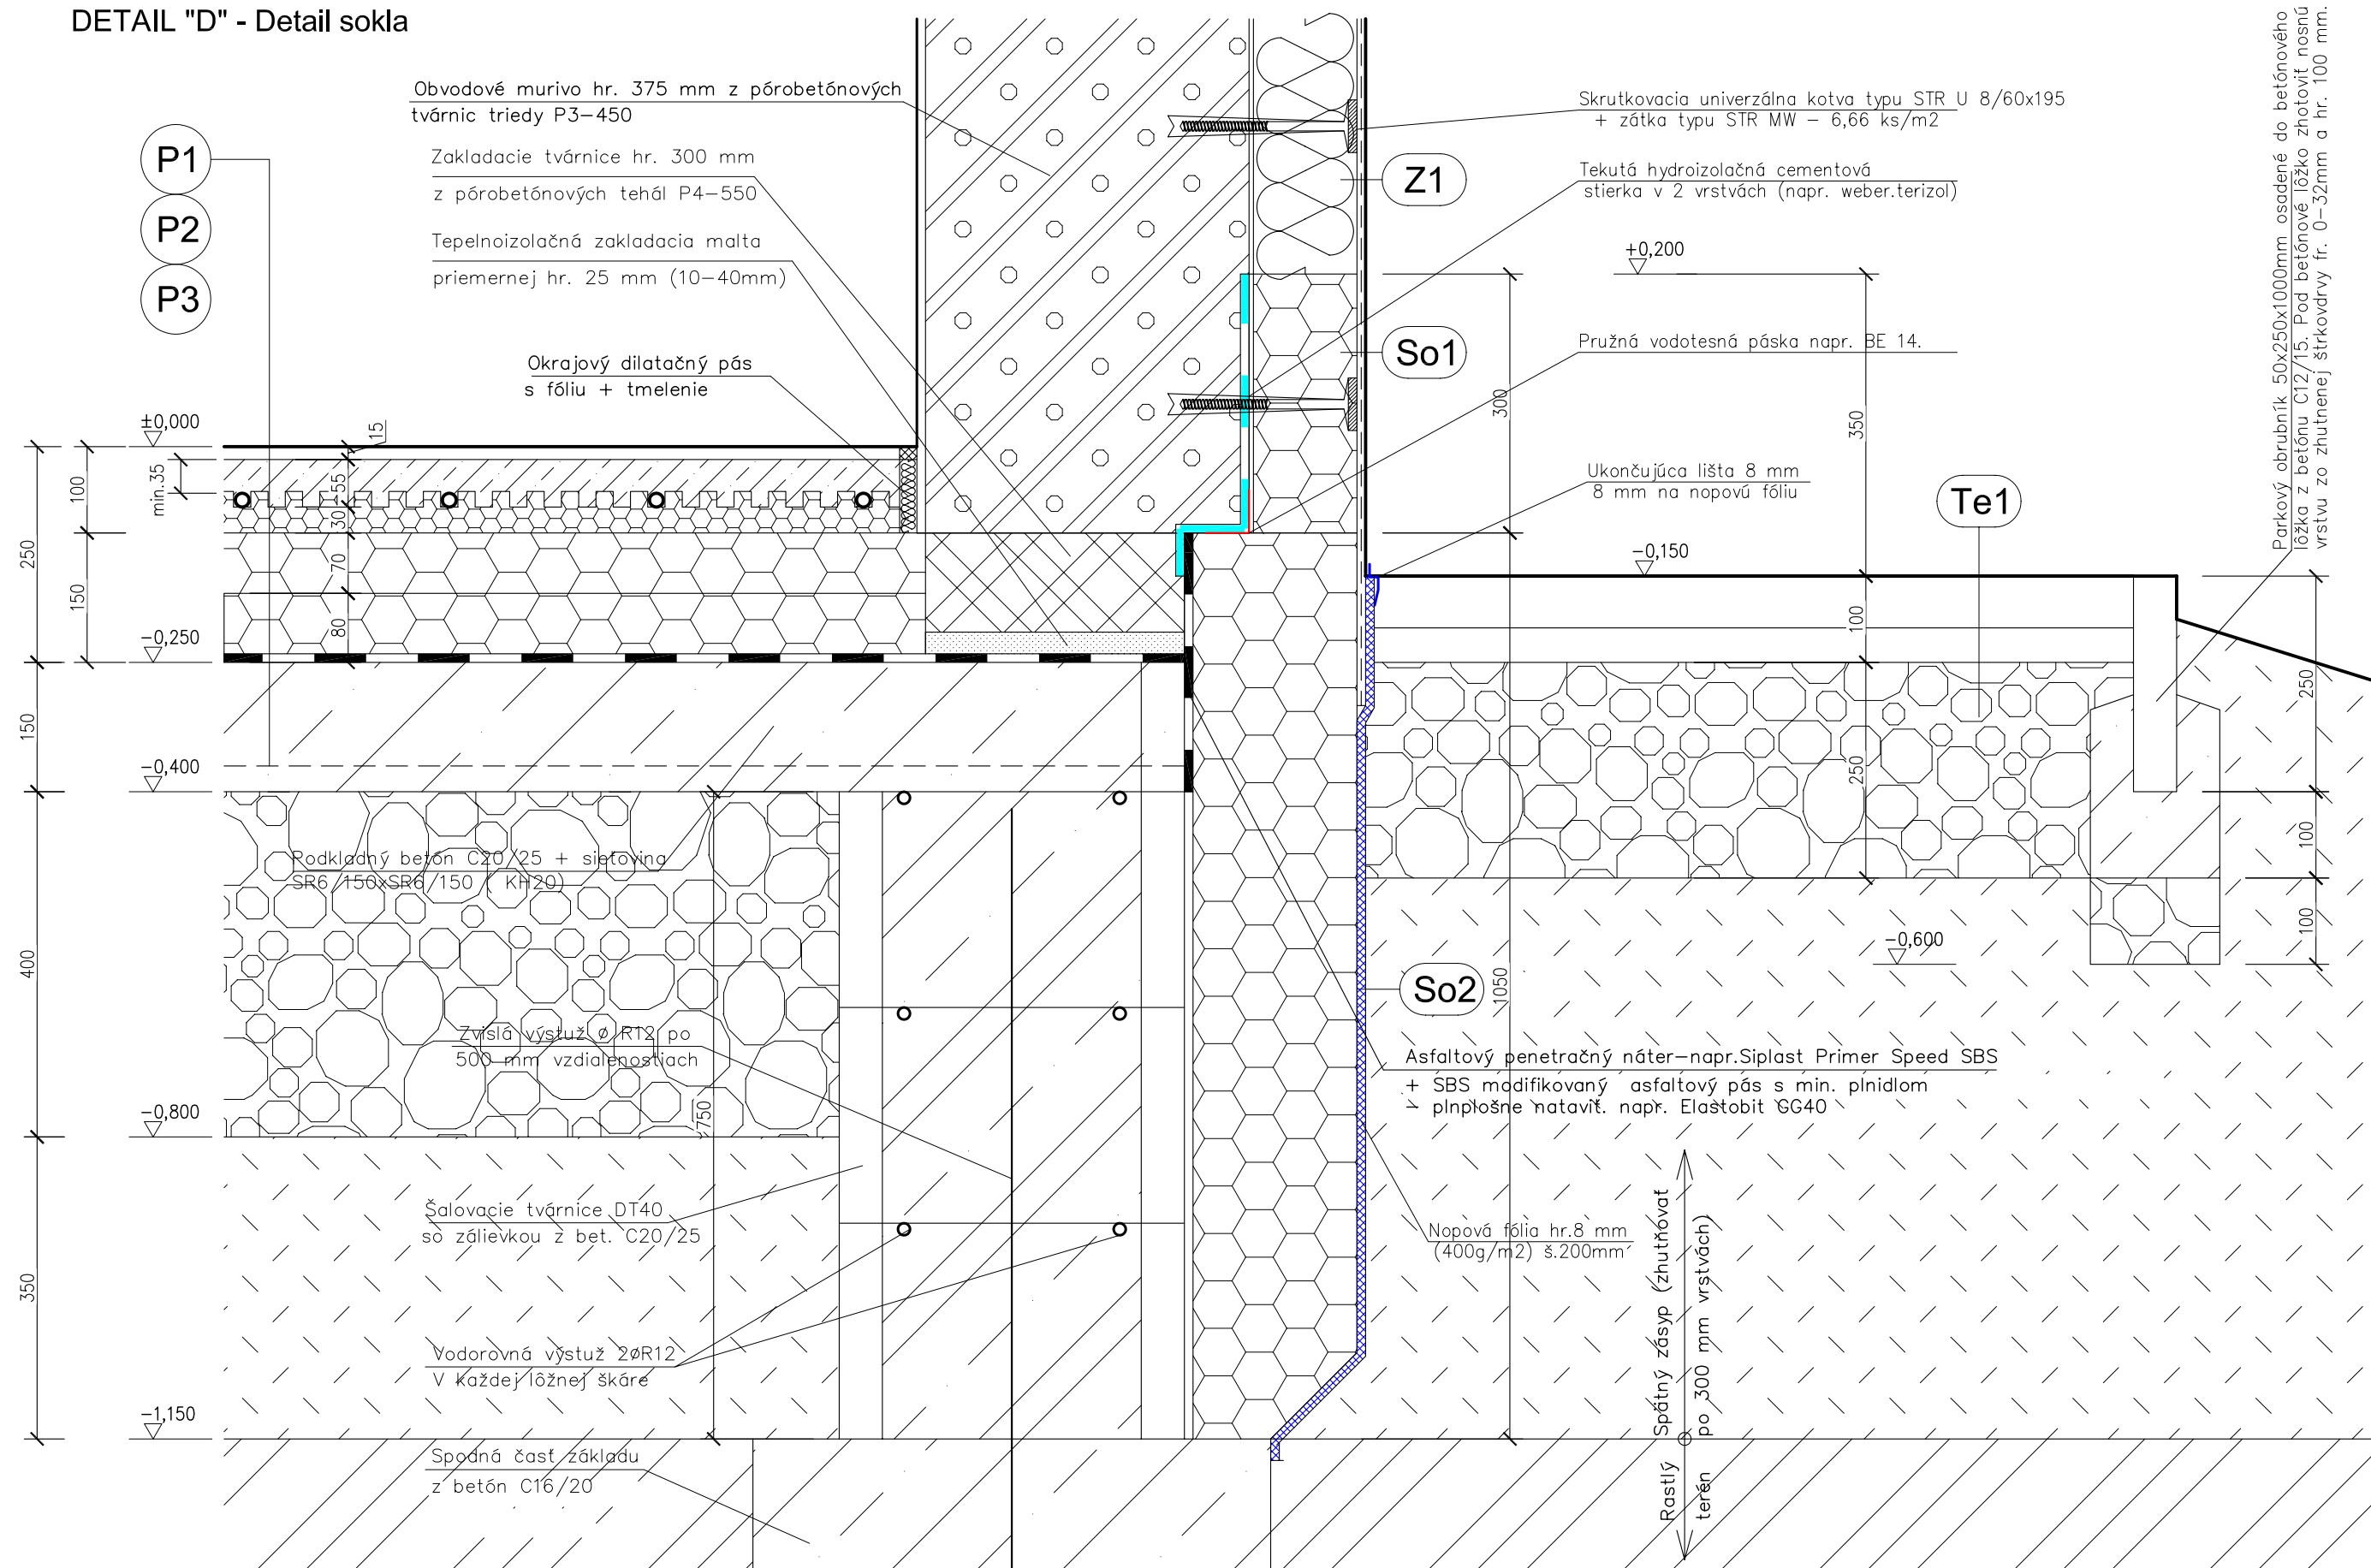 DETAIL "D" - Detail sokla
Obvodové murivo hr. 375 mm z pórobetónových
tvárnic triedy P3-450
Zakladacie tvárnice hr. 300 mm
z pórobetónových tehál P4-550
Tepelnoizolačná zakladacia malta
priemernej hr. 25 mm (10-40mm)
Okrajový dilatačný pás
s fóliu + tmelenie
P1
P2
P3
Skrutkovacia univerzálna kotva typu STR U 8/60x195
+ zátka typu STR MW - 6,66 ks/m2
Tekutá hydroizolačná cementová
stierka v 2 vrstvách (napr. weber.terizol)
Z1
+0,200
Pružná vodotesná páska napr. BE 14.
So1
Ukončujúca lišta 8 mm
8 mm na nopovú fóliu
Te1
-0,150
Parkový obrubník 50x250x1000mm osadené do betónového
lôžka z betónu C12/15. Pod betónové lôžko zhotoviť nosnú
vrstvu zo zhutnenej štrkovdrvy fr. 0-32mm a hr. 100 mm.
±0,000
15
min.35
100
55
30
70
80
250
150
-0,250
150
-0,400
400
-0,800
350
-1,150
750
300
350
100
250
1050
250
100
100
-0,600
Podkladný betón C20/25 + sieťovina
SR6/150xSR6/150 ( KH20)
Zvislá výstuž ø R12 po
500 mm vzdialenostiach
Šalovacie tvárnice DT40
so zálievkou z bet. C20/25
Vodorovná výstuž 2øR12
V každej lôžnej škáre
Spodná časť základu
z betón C16/20
So2
Asfaltový penetračný náter-napr.Siplast Primer Speed SBS
+ SBS modifikovaný asfaltový pás s min. plnidlom
- plnplošne nataviť. napr. Elastobit GG40
Nopová fólia hr.8 mm
(400g/m2) š.200mm
Spätný zásyp (zhutňovať
po 300 mm vrstvách)
Rastlý
terén